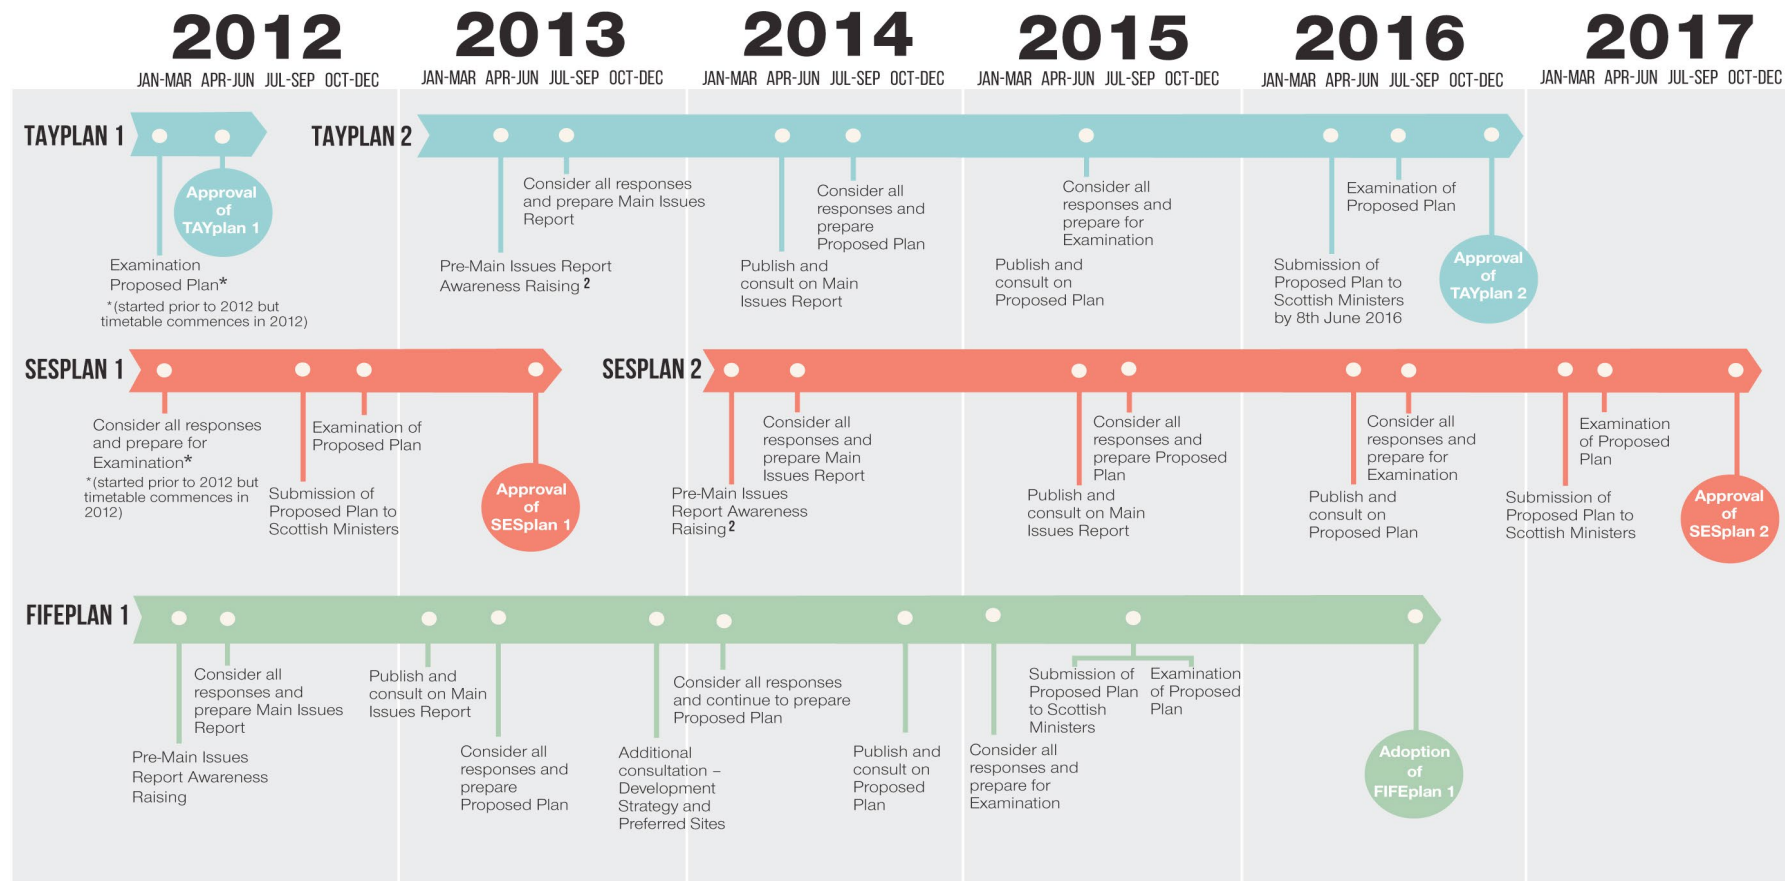 2012
2013
2014
2015
2016
2017
JAN-MAR APR-JUN JUL-SEP OCT-DEC
JAN-MAR APR-JUN JUL-SEP OCT-DEC
JAN-MAR APR-JUN JUL-SEP OCT-DEC
JAN-MAR APR-JUN JUL-SEP OCT-DEC
JAN-MAR APR-JUN JUL-SEP OCT-DEC
JAN-MAR APR-JUN JUL-SEP OCT-DEC
TAYPLAN 1
Examination
Proposed Plan*
*(started prior to 2012 but
timetable commences in 2012)
Approval
of
TAYplan 1
TAYPLAN 2
Pre-Main Issues Report
Awareness Raising 2
Consider all responses
and prepare Main Issues
Report
Publish and
consult on Main
Issues Report
Consider all
responses and
prepare
Proposed Plan
Publish and
consult on
Proposed Plan
Consider all
responses and
prepare for
Examination
Submission of
Proposed Plan to
Scottish Ministers
by 8th June 2016
Examination of
Proposed Plan
Approval
of
TAYplan 2
SESPLAN 1
Consider all responses
and prepare for
Examination*
*(started prior to 2012 but
timetable commences in
2012)
Submission of
Proposed Plan to
Scottish Ministers
Examination of
Proposed Plan
Approval
of
SESplan 1
SESPLAN 2
Pre-Main Issues
Report Awareness
Raising 2
Consider all
responses and
prepare Main
Issues Report
Publish and
consult on Main
Issues Report
Consider all
responses and
prepare Proposed
Plan
Publish and
consult on
Proposed Plan
Consider all
responses and
prepare for
Examination
Submission of
Proposed Plan to
Scottish Ministers
Examination
of Proposed
Plan
Approval
of
SESplan 2
FIFEPLAN 1
Pre-Main Issues
Report Awareness
Raising
Consider all
responses and
prepare Main Issues
Report
Publish and
consult on Main
Issues Report
Consider all
responses and
prepare
Proposed Plan
Additional
consultation –
Development
Strategy and
Preferred Sites
Consider all responses
and continue to prepare
Proposed Plan
Publish and
consult on
Proposed
Plan
Consider all
responses and
prepare for
Examination
Submission of
Proposed Plan
to Scottish
Ministers
Examination
of Proposed
Plan
Adoption
of
FIFEplan 1